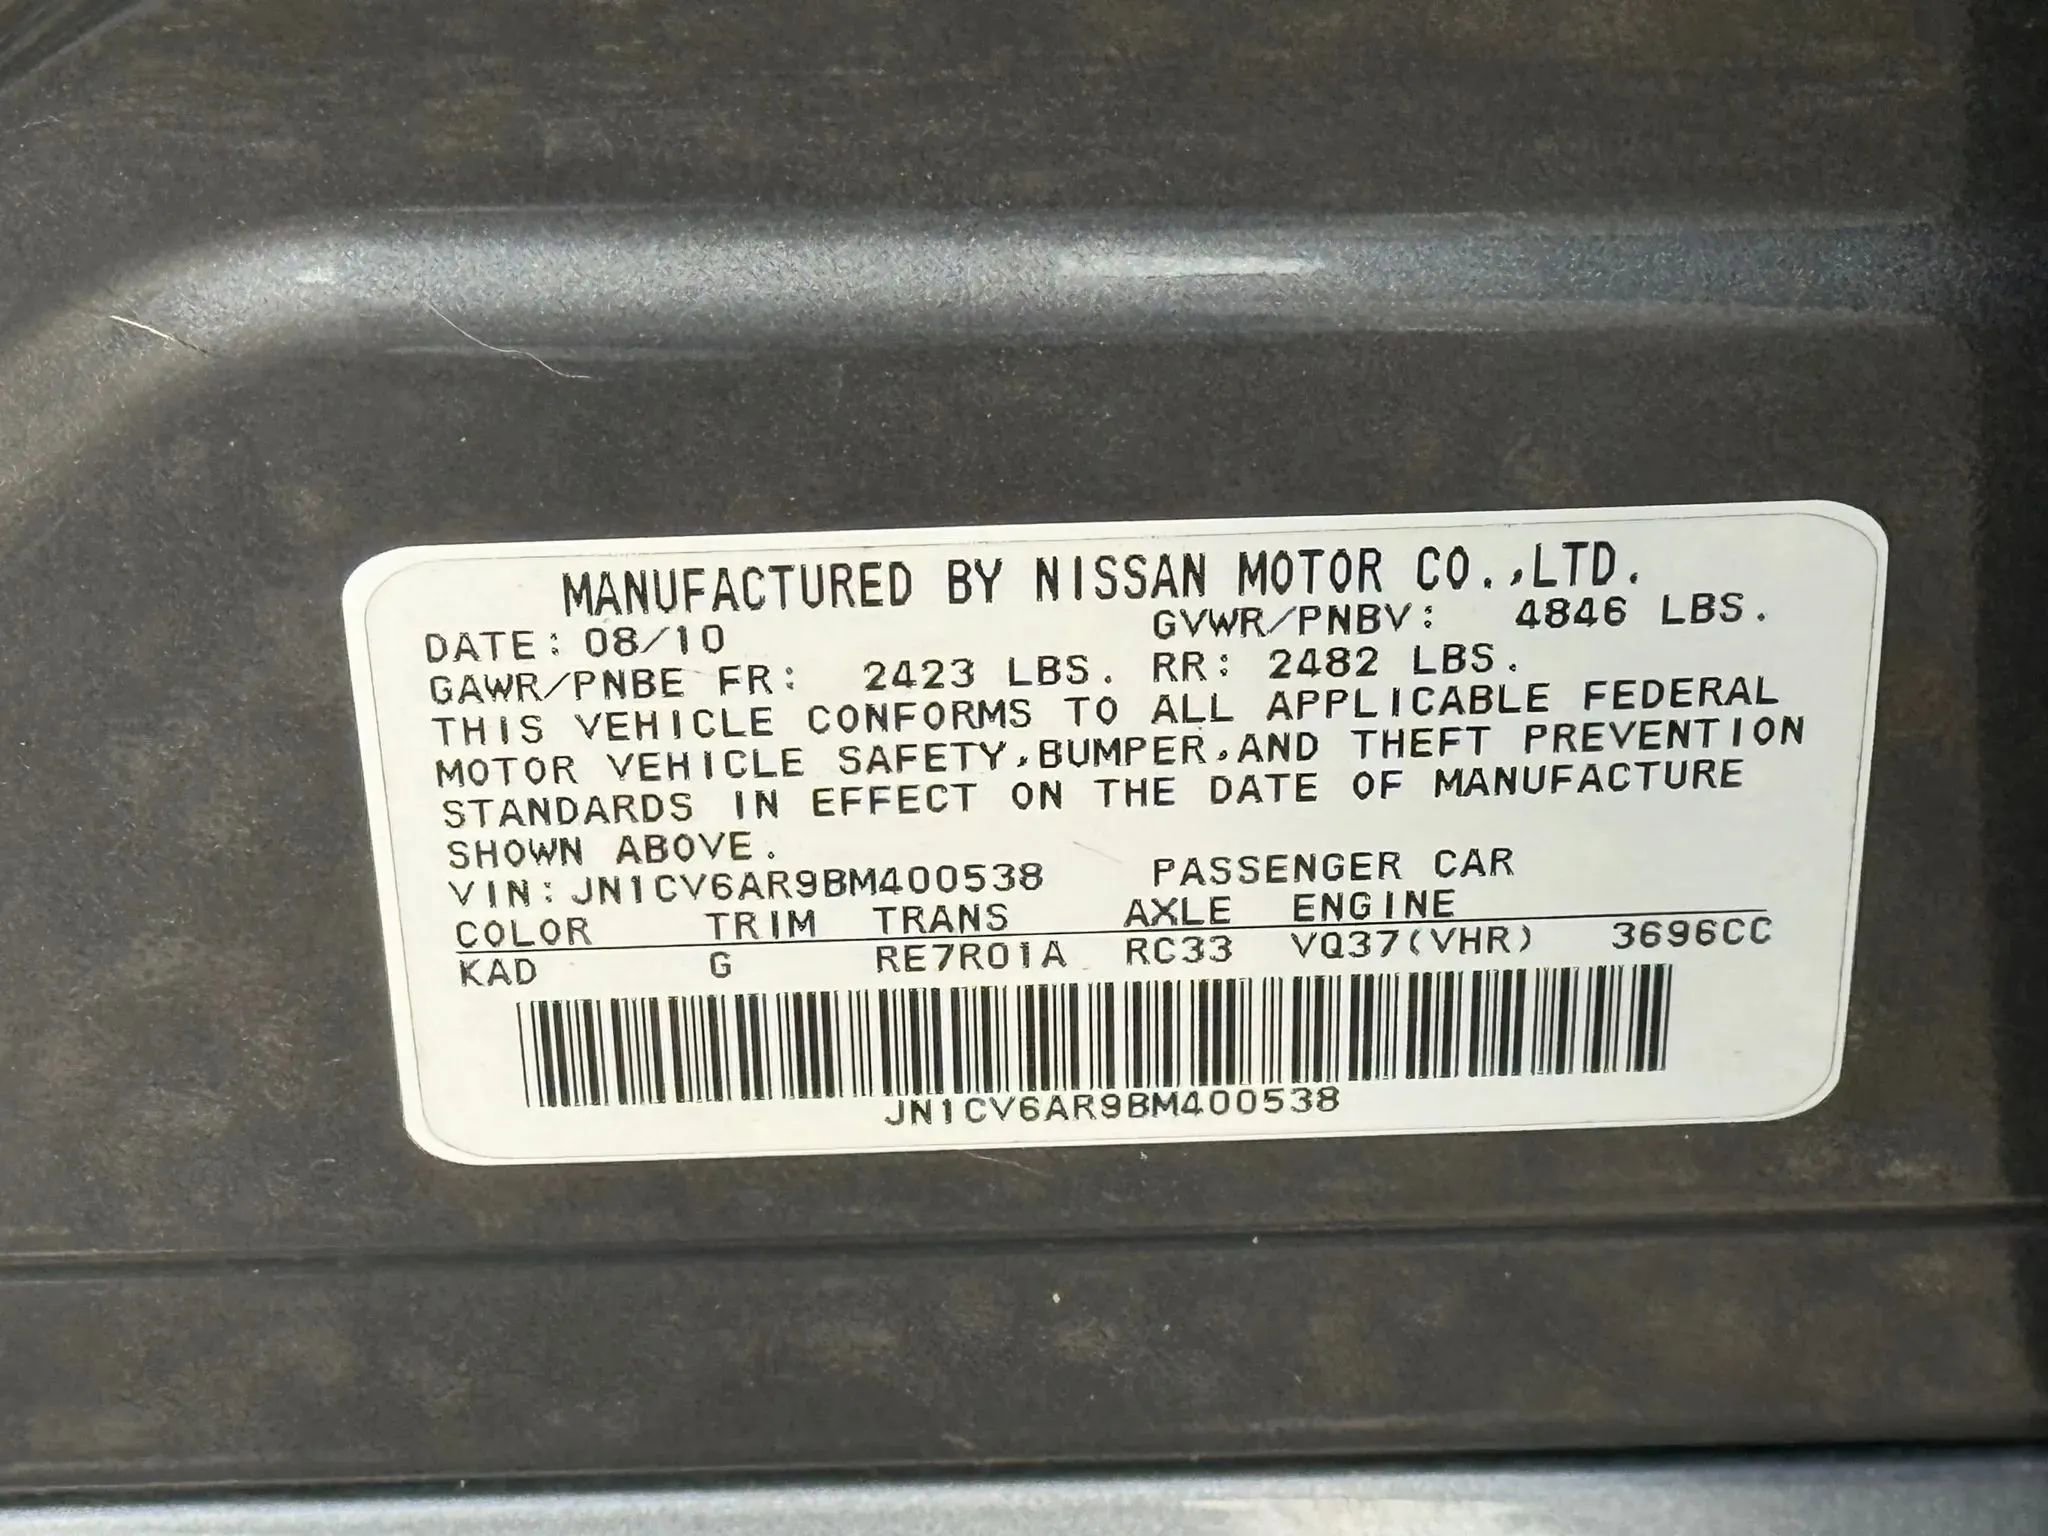 MANUFACTURED BY NISSAN MOTOR CO.,LTD.
DATE: 08/10 GVWR/PNBV: 4846 LBS.
GAWR/PNBE FR: 2423 LBS. RR: 2482 LBS.
THIS VEHICLE CONFORMS TO ALL APPLICABLE FEDERAL
MOTOR VEHICLE SAFETY,BUMPER,AND THEFT PREVENTION
STANDARDS IN EFFECT ON THE DATE OF MANUFACTURE
SHOWN ABOVE.
VIN:JN1CV6AR9BM400538 PASSENGER CAR
COLOR TRIM TRANS AXLE ENGINE
KAD G RE7R01A RC33 VQ37(VHR) 3696CC
JN1CV6AR9BM400538